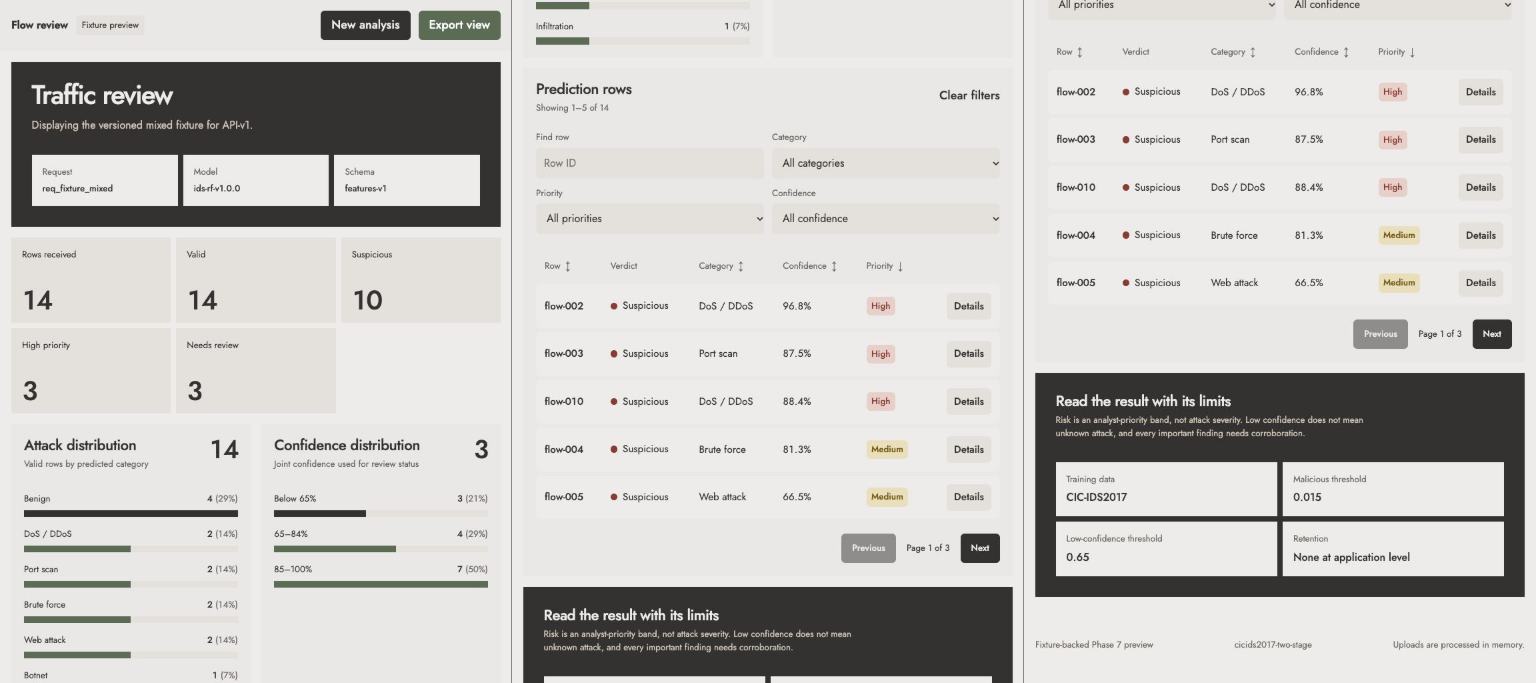 Flow review
Fixture preview
New analysis
Export view
Traffic review
Displaying the versioned mixed fixture for API-v1.
Request
req_fixture_mixed
Model
ids-rf-v1.0.0
Schema
features-v1
Rows received
14
Valid
14
Suspicious
10
High priority
3
Needs review
3
Attack distribution
14
Valid rows by predicted category
Benign 4 (29%)
DoS / DDoS 2 (14%)
Port scan 2 (14%)
Brute force 2 (14%)
Web attack 2 (14%)
Botnet 1 (7%)
Confidence distribution
3
Joint confidence used for review status
Below 65% 3 (21%)
65–84% 4 (29%)
85–100% 7 (50%)
Infiltration 1 (7%)
Prediction rows
Showing 1–5 of 14
Clear filters
Find row
Row ID
Category
All categories
Priority
All priorities
Confidence
All confidence
Row ↕ Verdict Category ↕ Confidence ↕ Priority ↓
flow-002 Suspicious DoS / DDoS 96.8% High Details
flow-003 Suspicious Port scan 87.5% High Details
flow-010 Suspicious DoS / DDoS 88.4% High Details
flow-004 Suspicious Brute force 81.3% Medium Details
flow-005 Suspicious Web attack 66.5% Medium Details
Previous Page 1 of 3 Next
Read the result with its limits
Risk is an analyst-priority band, not attack severity. Low confidence does not mean
unknown attack, and every important finding needs corroboration.
All priorities All confidence
Row ↕ Verdict Category ↕ Confidence ↕ Priority ↓
flow-002 Suspicious DoS / DDoS 96.8% High Details
flow-003 Suspicious Port scan 87.5% High Details
flow-010 Suspicious DoS / DDoS 88.4% High Details
flow-004 Suspicious Brute force 81.3% Medium Details
flow-005 Suspicious Web attack 66.5% Medium Details
Previous Page 1 of 3 Next
Read the result with its limits
Risk is an analyst-priority band, not attack severity. Low confidence does not mean
unknown attack, and every important finding needs corroboration.
Training data
CIC-IDS2017
Malicious threshold
0.015
Low-confidence threshold
0.65
Retention
None at application level
Fixture-backed Phase 7 preview cicids2017-two-stage Uploads are processed in memory.